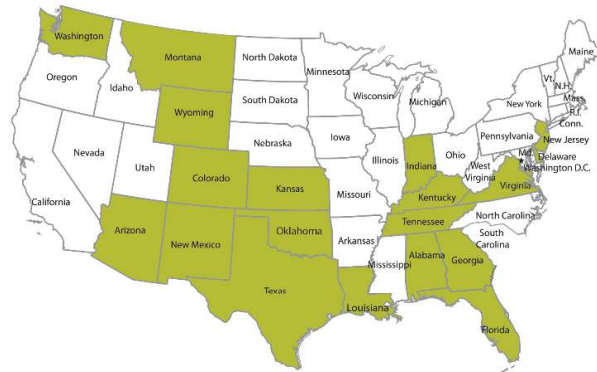 Washington
Montana
North Dakota
Minnesota
Maine
Oregon
Idaho
Wyoming
South Dakota
Wisconsin
Michigan
Vt.
N.H.
New York
Mass.
R.I.
Conn.
Nevada
Utah
Colorado
Nebraska
Iowa
Illinois
Indiana
Ohio
Pennsylvania
New Jersey
Md.
Delaware
Washington D.C.
West
Virginia
Virginia
California
Kansas
Missouri
Kentucky
Arizona
New Mexico
Oklahoma
Arkansas
Tennessee
North Carolina
South
Carolina
Texas
Louisiana
Mississippi
Alabama
Georgia
Florida